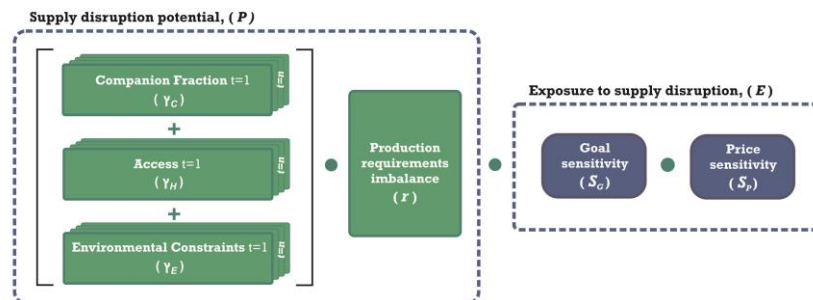 Supply disruption potential, (P)
Companion Fraction t=1
(γC)
t=n
+
Access t=1
(γH)
t=n
+
Environmental Constraints t=1
(γE)
t=n
Production
requirements
imbalance
(r)
Exposure to supply disruption, (E)
Goal
sensitivity
(SG)
Price
sensitivity
(SP)